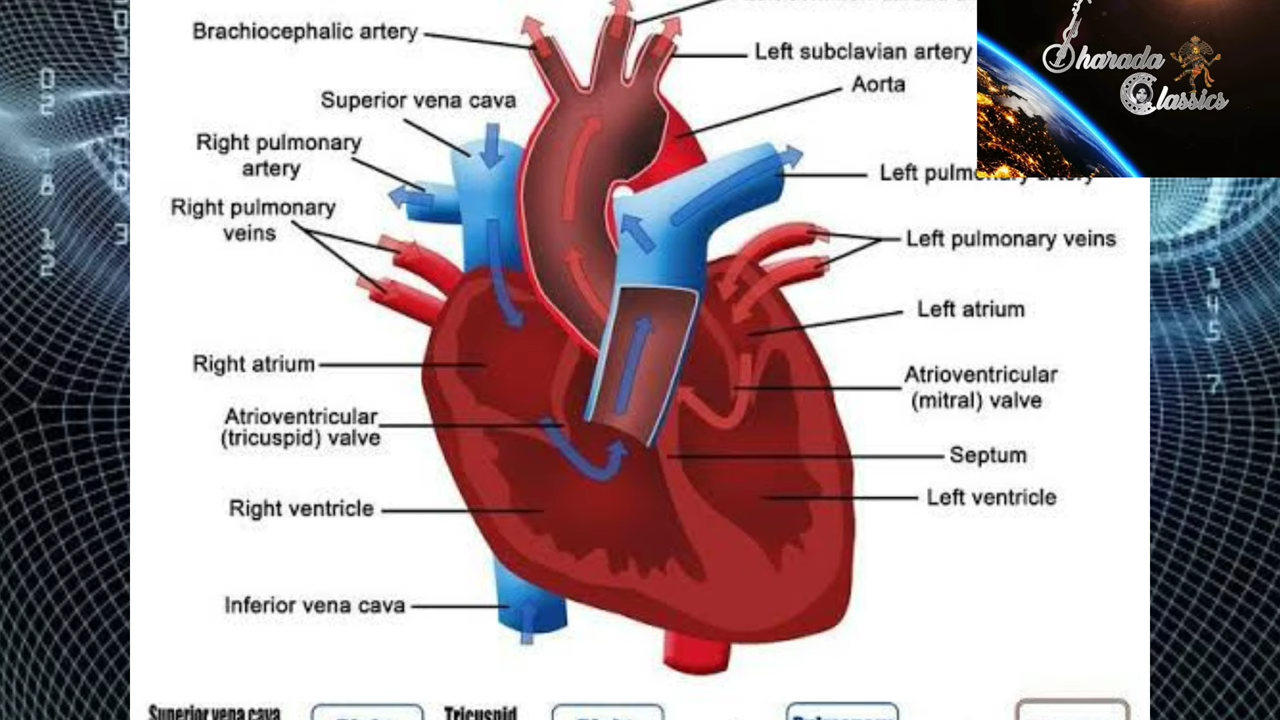 Brachiocephalic artery
Left subclavian artery
Aorta
Superior vena cava
Right pulmonary
artery
Left pulmonary artery
Right pulmonary
veins
Left pulmonary veins
Left atrium
Right atrium
Atrioventricular
(mitral) valve
Atrioventricular
(tricuspid) valve
Septum
Left ventricle
Right ventricle
Inferior vena cava
Sharada
Classics
Superior vena cava
Tricuspid
Pulmonary